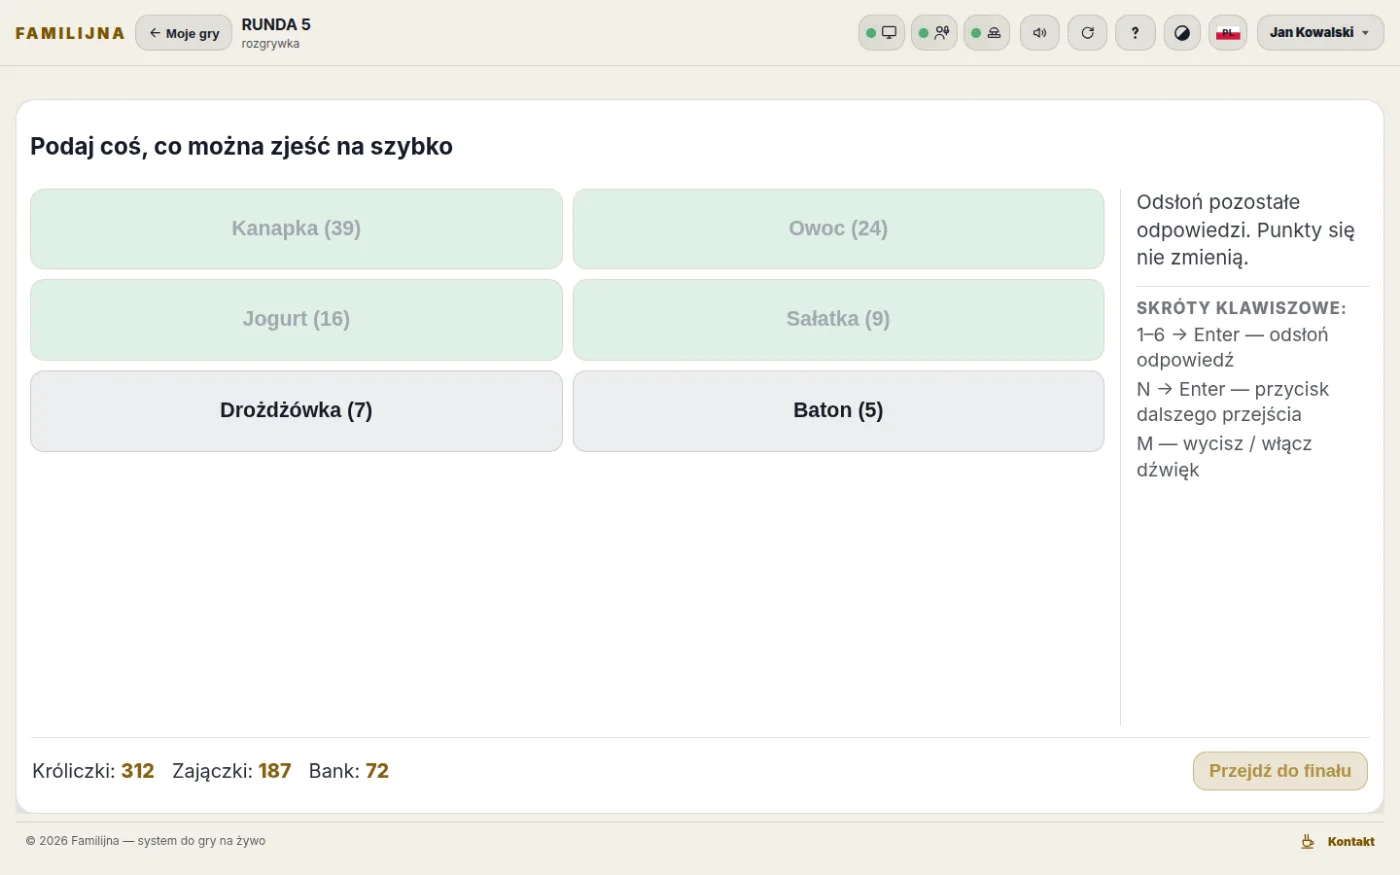 FAMILIJNA
← Moje gry
RUNDA 5
rozgrywka
?
PL
Jan Kowalski
Podaj coś, co można zjeść na szybko
Kanapka (39)
Owoc (24)
Jogurt (16)
Sałatka (9)
Drożdżówka (7)
Baton (5)
Odsłoń pozostałe
odpowiedzi. Punkty się
nie zmienią.
SKRÓTY KLAWISZOWE:
1–6 → Enter — odsłoń
odpowiedź
N → Enter — przycisk
dalszego przejścia
M — wycisz / włącz
dźwięk
Króliczki: 312 Zajączki: 187 Bank: 72
Przejdź do finału
© 2026 Familijna — system do gry na żywo
Kontakt